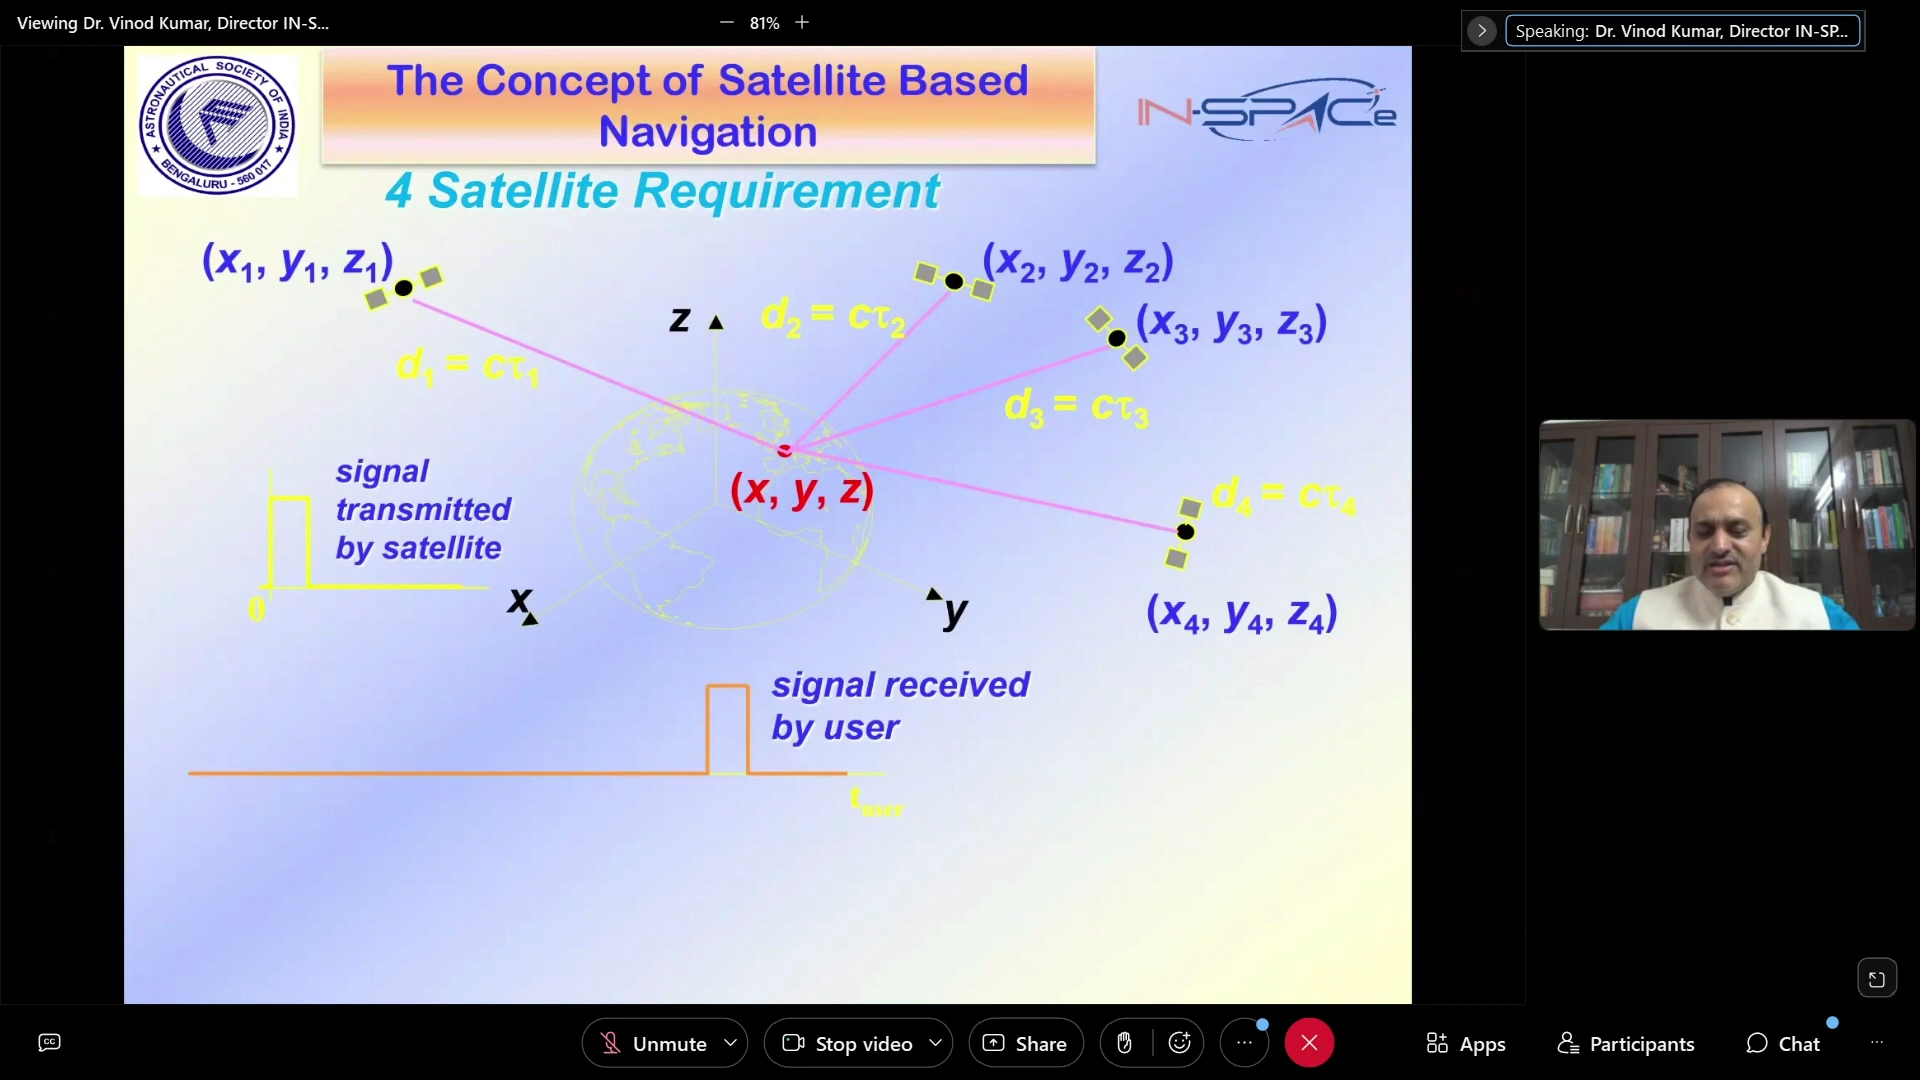 Viewing Dr. Vinod Kumar, Director IN-S...
81%
Speaking: Dr. Vinod Kumar, Director IN-SP...
ASTRONAUTICAL SOCIETY OF INDIA
BENGALURU - 560 017
The Concept of Satellite Based
Navigation
IN-SPACe
4 Satellite Requirement
(x₁, y₁, z₁)
(x₂, y₂, z₂)
z
d₂ = cτ₂
(x₃, y₃, z₃)
d₁ = cτ₁
d₃ = cτ₃
signal
transmitted
by satellite
(x, y, z)
d₄ = cτ₄
0
x
y
(x₄, y₄, z₄)
signal received
by user
t_user
CC
Unmute
Stop video
Share
Apps
Participants
Chat